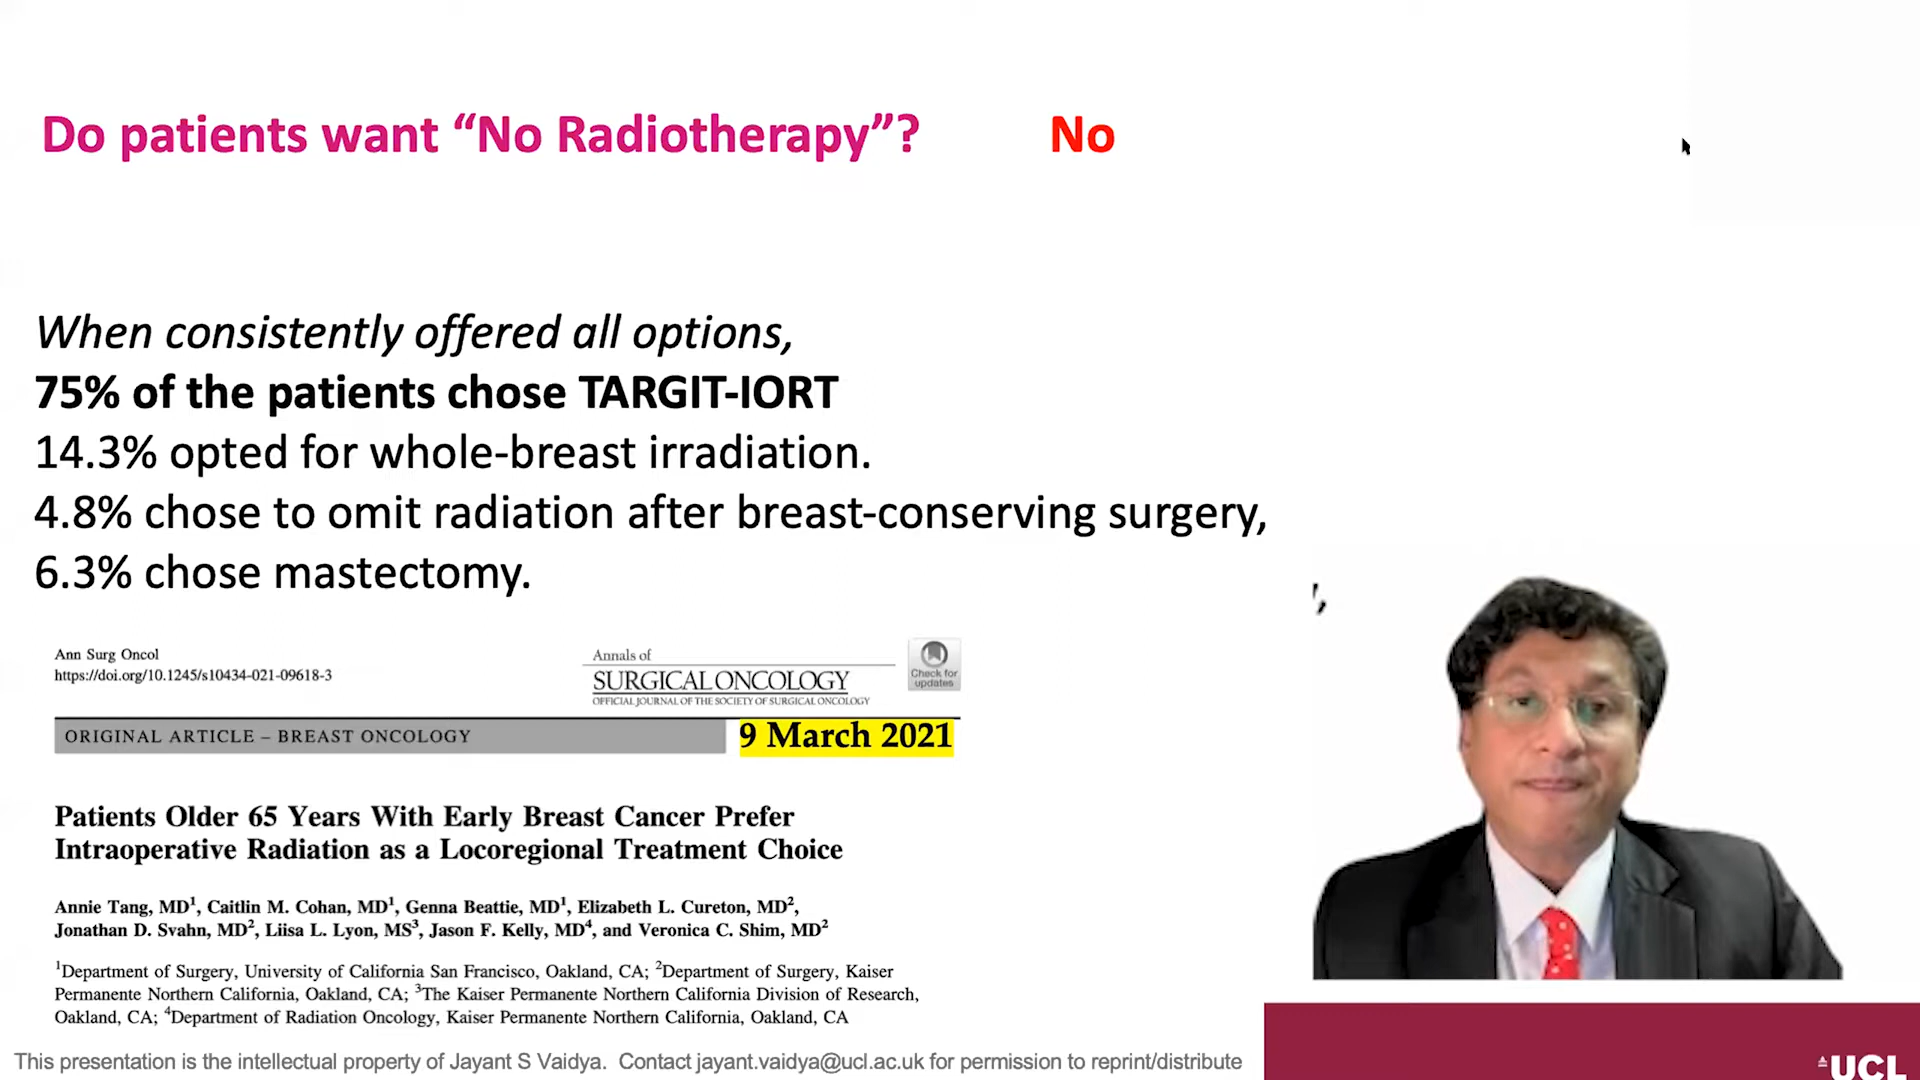 Do patients want “No Radiotherapy”? No
When consistently offered all options,
75% of the patients chose TARGIT-IORT
14.3% opted for whole-breast irradiation.
4.8% chose to omit radiation after breast-conserving surgery,
6.3% chose mastectomy.
Ann Surg Oncol
https://doi.org/10.1245/s10434-021-09618-3
Annals of
SURGICAL ONCOLOGY
OFFICIAL JOURNAL OF THE SOCIETY OF SURGICAL ONCOLOGY
Check for
updates
ORIGINAL ARTICLE – BREAST ONCOLOGY
9 March 2021
Patients Older 65 Years With Early Breast Cancer Prefer
Intraoperative Radiation as a Locoregional Treatment Choice
Annie Tang, MD1, Caitlin M. Cohan, MD1, Genna Beattie, MD1, Elizabeth L. Cureton, MD2,
Jonathan D. Svahn, MD2, Liisa L. Lyon, MS3, Jason F. Kelly, MD4, and Veronica C. Shim, MD2
1Department of Surgery, University of California San Francisco, Oakland, CA; 2Department of Surgery, Kaiser
Permanente Northern California, Oakland, CA; 3The Kaiser Permanente Northern California Division of Research,
Oakland, CA; 4Department of Radiation Oncology, Kaiser Permanente Northern California, Oakland, CA
This presentation is the intellectual property of Jayant S Vaidya. Contact jayant.vaidya@ucl.ac.uk for permission to reprint/distribute
UCL